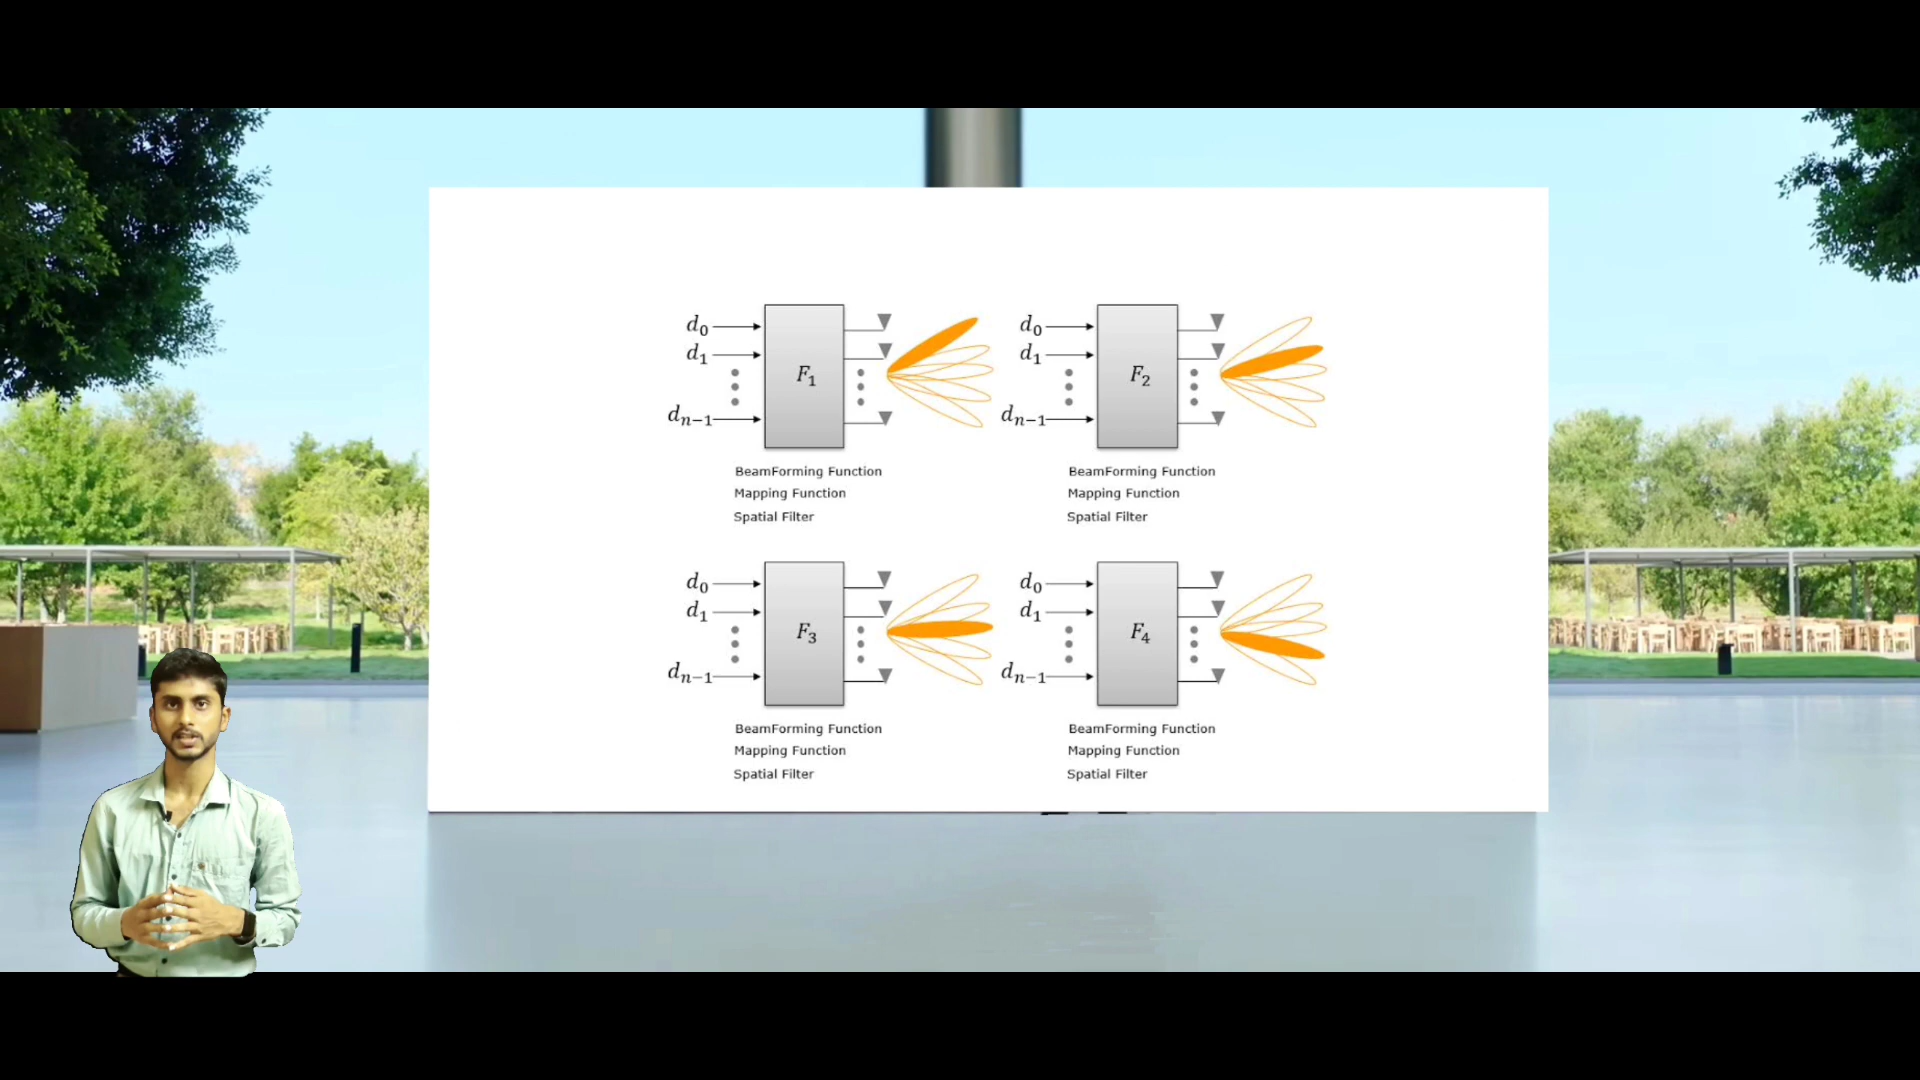 d₀
d₁
dₙ₋₁
F₁
BeamForming Function
Mapping Function
Spatial Filter
d₀
d₁
dₙ₋₁
F₂
BeamForming Function
Mapping Function
Spatial Filter
d₀
d₁
dₙ₋₁
F₃
BeamForming Function
Mapping Function
Spatial Filter
d₀
d₁
dₙ₋₁
F₄
BeamForming Function
Mapping Function
Spatial Filter